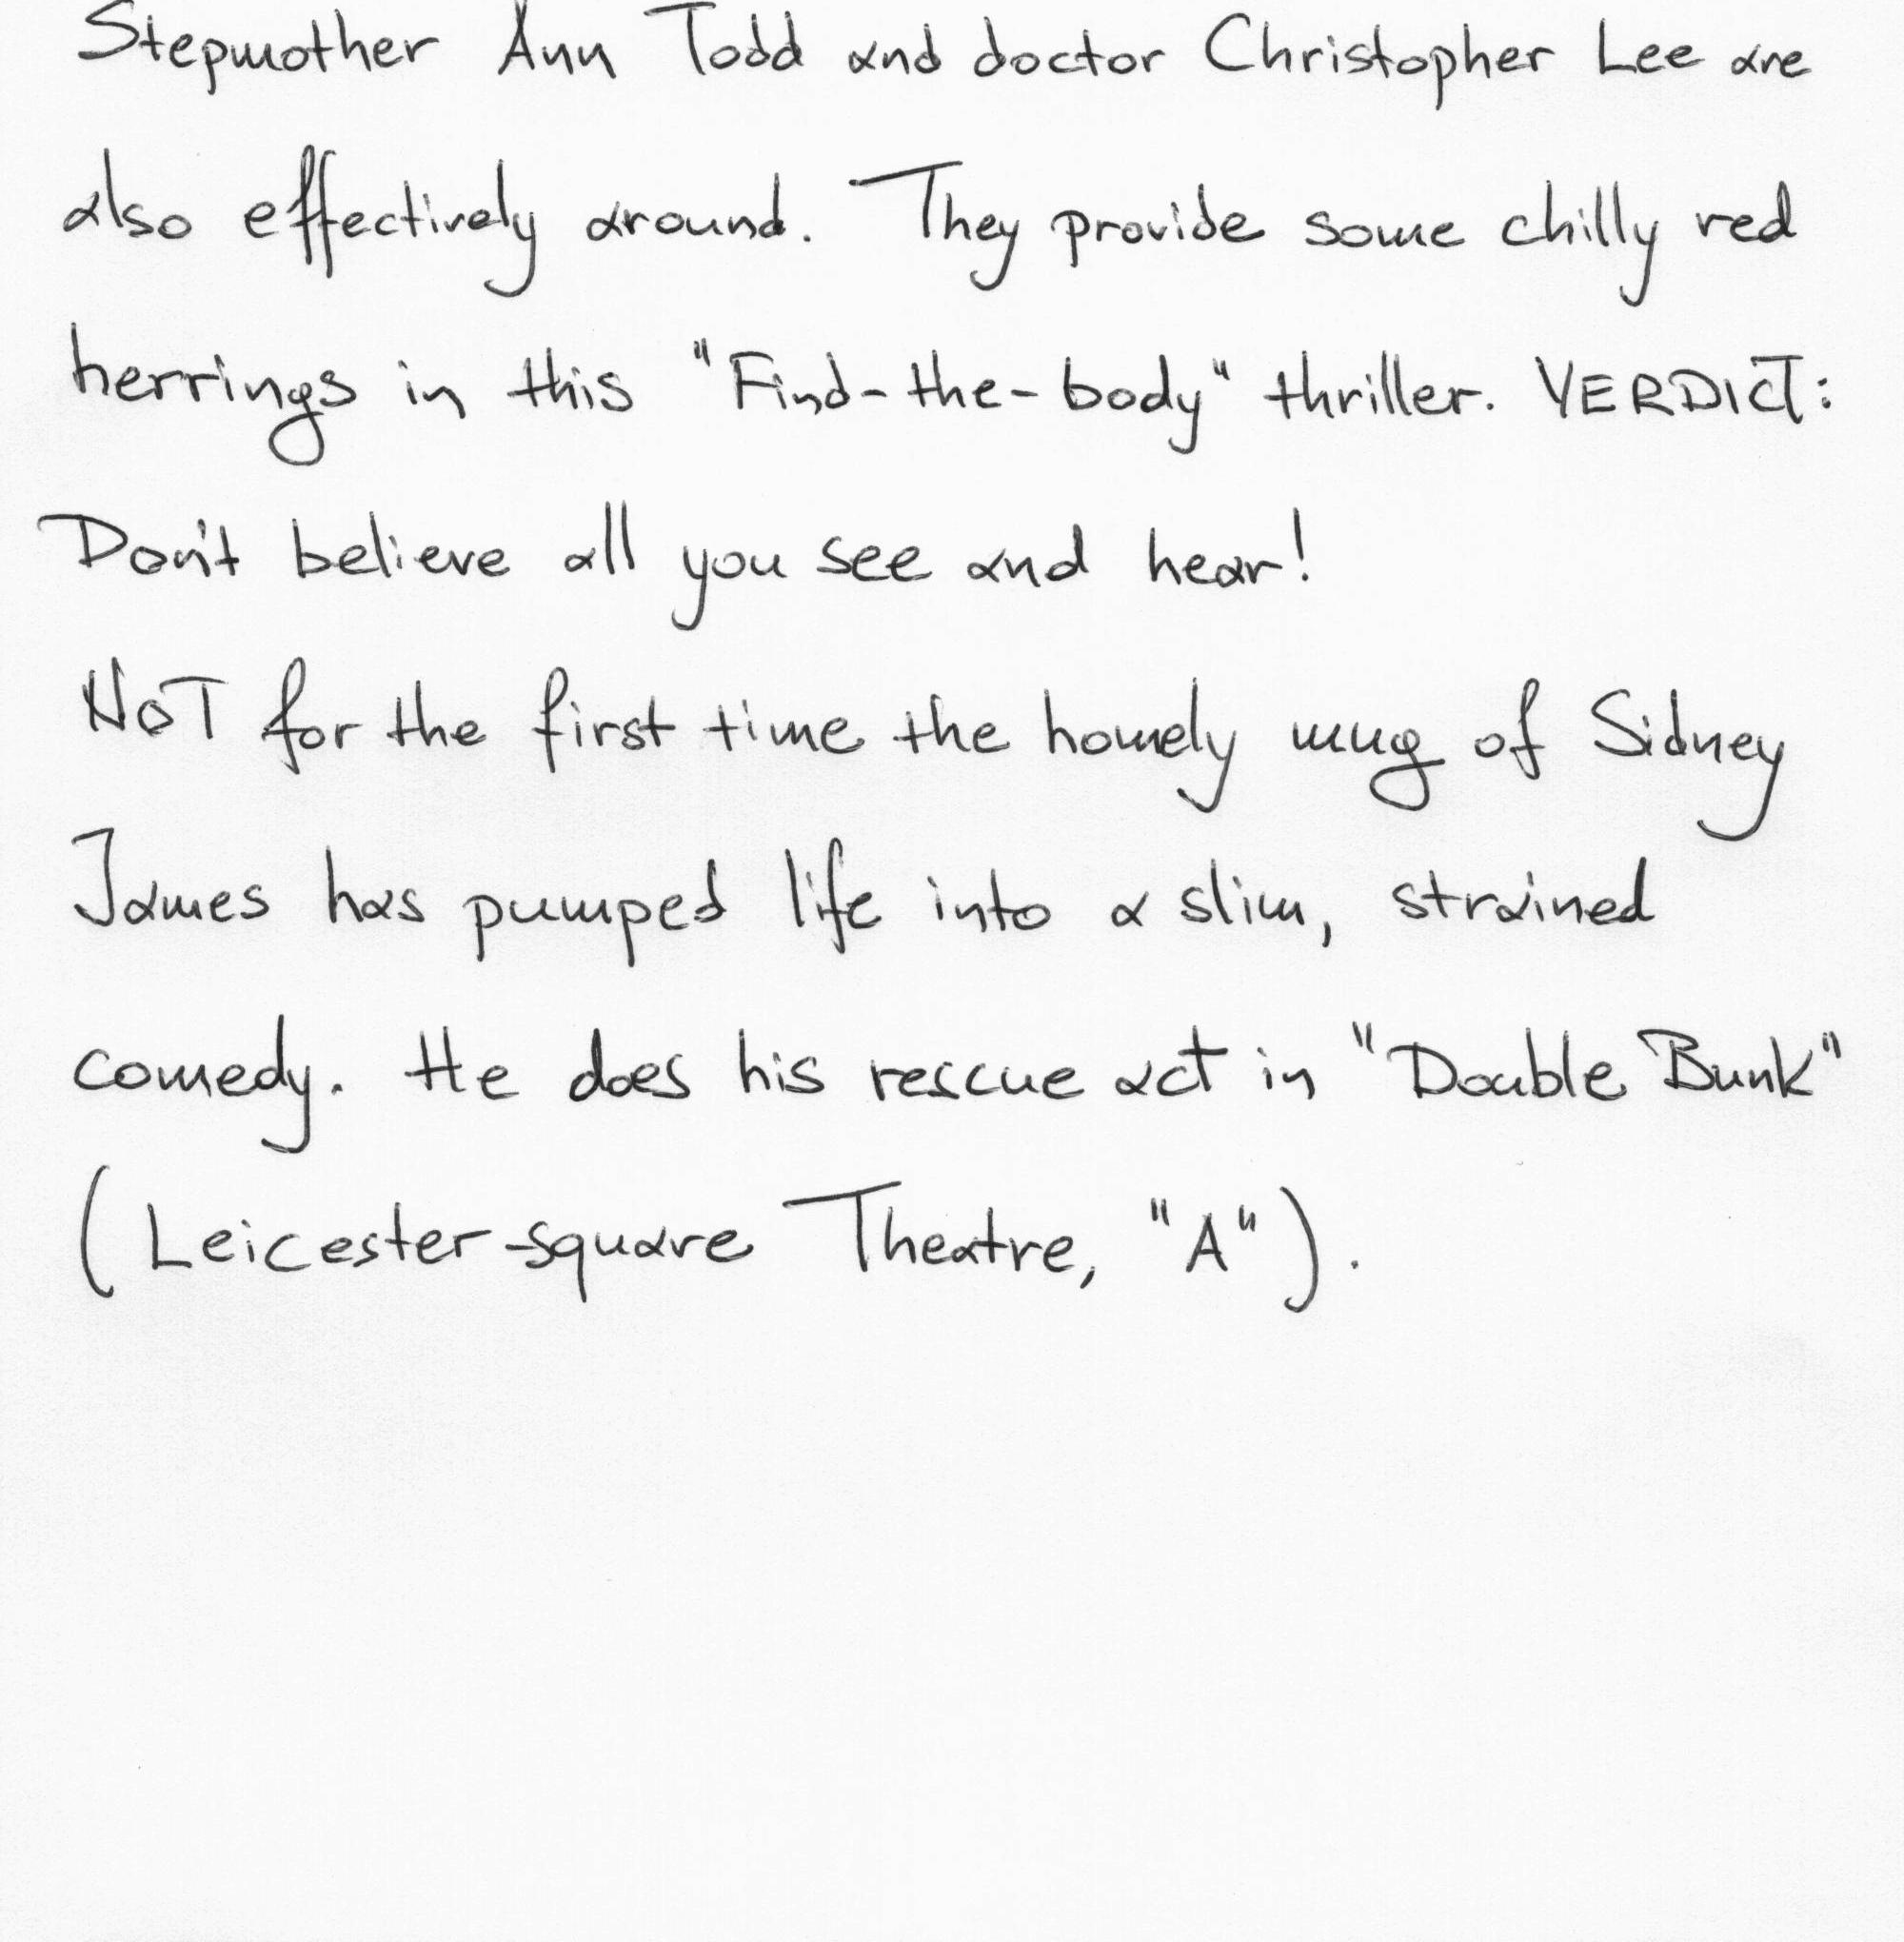 Stepmother Ann Todd and doctor Christopher Lee are
also effectively around. They provide some chilly red
herrings in this "Find-the-body" thriller. VERDICT:
Don't believe all you see and hear!
NOT for the first time the homely mug of Sidney
James has pumped life into a slim, strained
comedy. He does his rescue act in "Double Bunk"
(Leicester-square Theatre, "A").